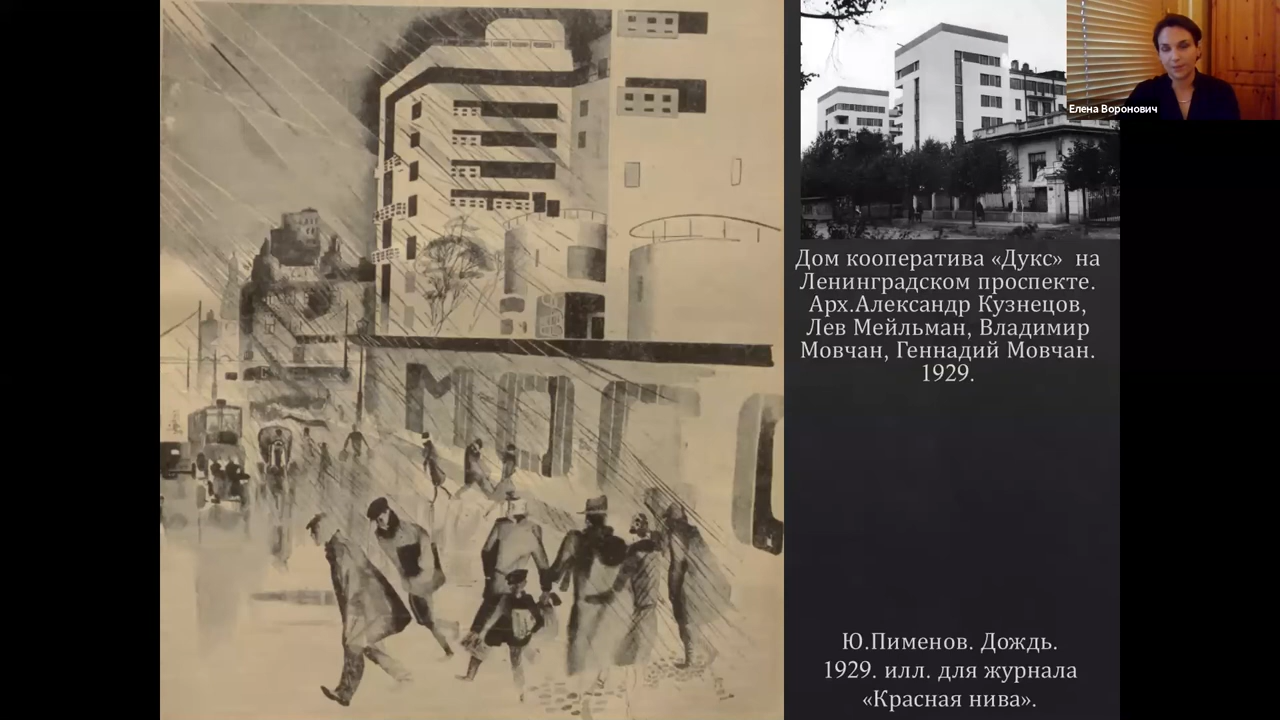 МОГО
Елена Воронович
Дом кооператива «Дукс» на
Ленинградском проспекте.
Арх.Александр Кузнецов,
Лев Мейльман, Владимир
Мовчан, Геннадий Мовчан.
1929.
Ю.Пименов. Дождь.
1929. илл. для журнала
«Красная нива».